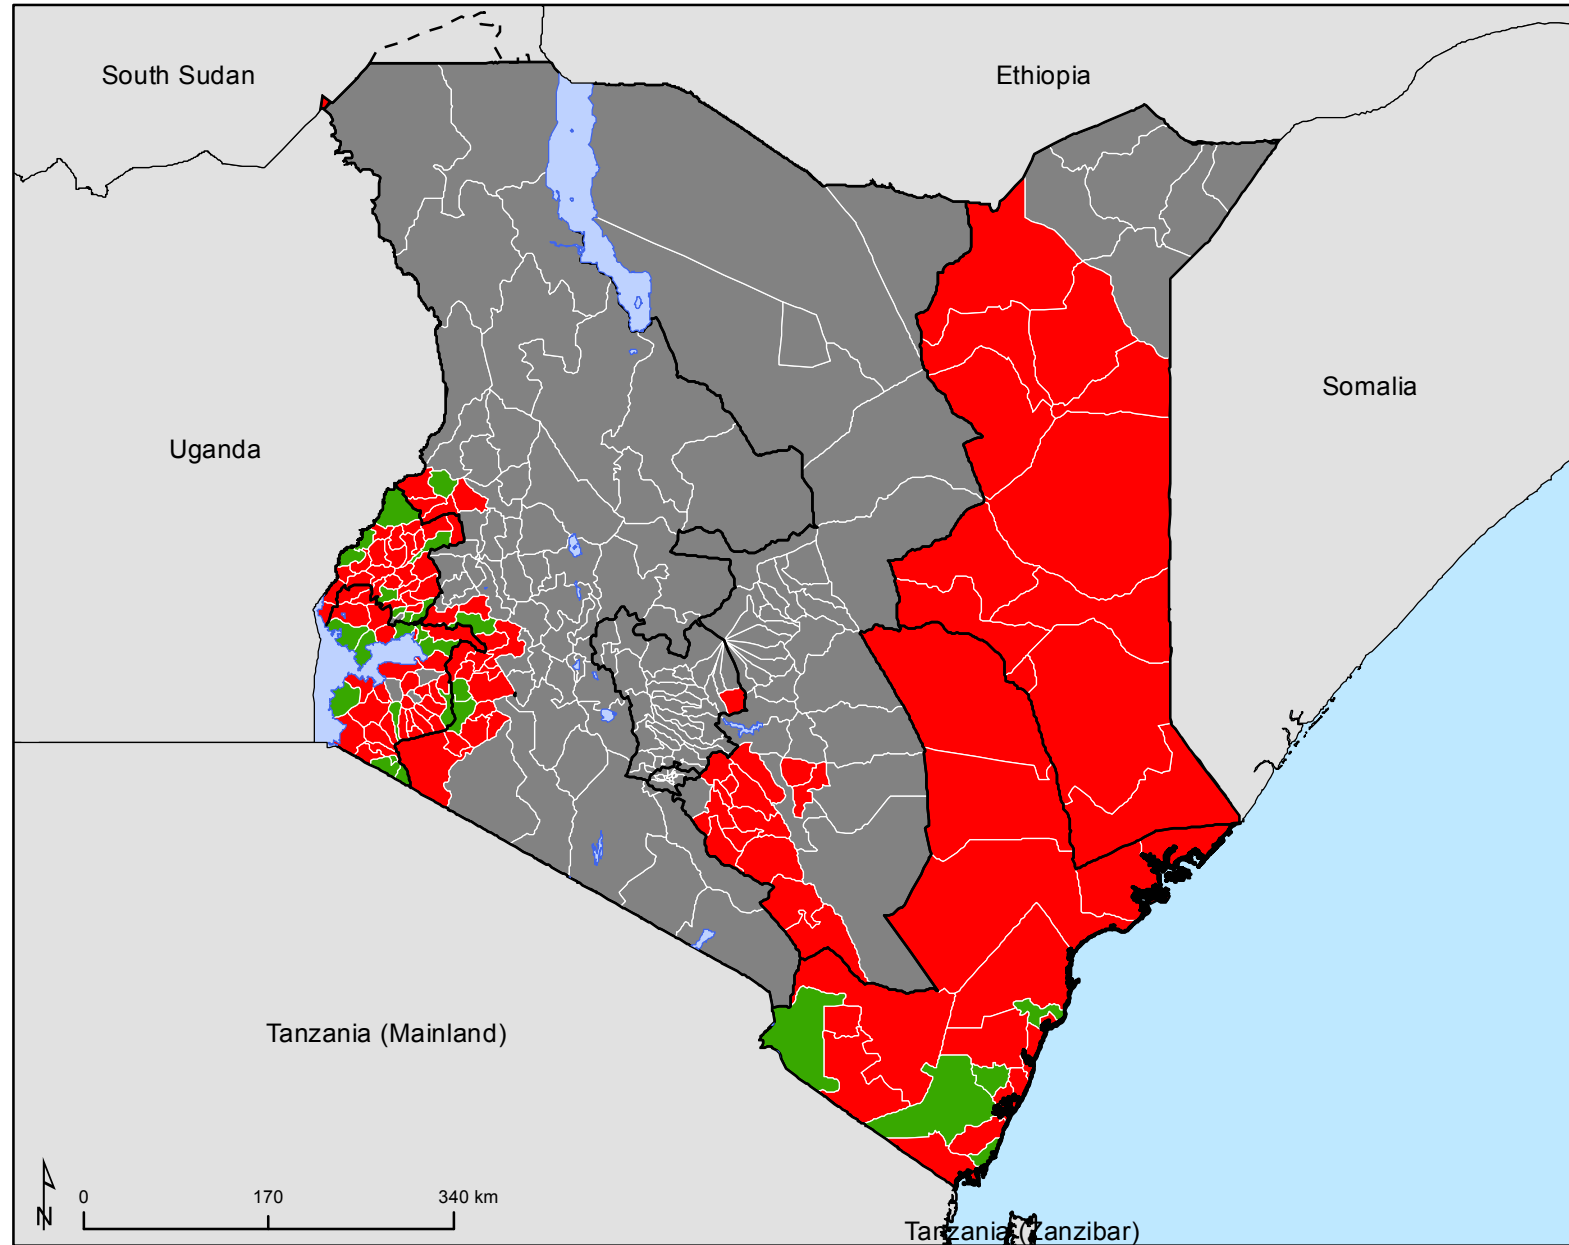 South Sudan
Ethiopia
Somalia
Uganda
Tanzania (Mainland)
0 170 340 km
N
Tanzania (Zanzibar)